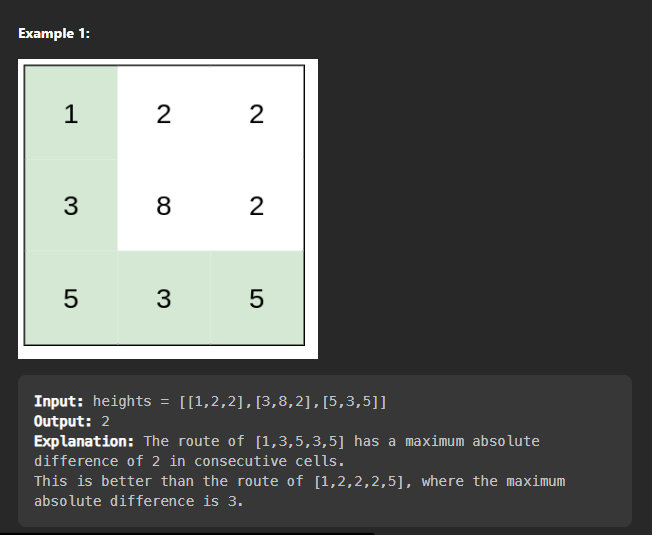 Example 1:
1 2 2
3 8 2
5 3 5
Input: heights = [[1,2,2],[3,8,2],[5,3,5]]
Output: 2
Explanation: The route of [1,3,5,3,5] has a maximum absolute
difference of 2 in consecutive cells.
This is better than the route of [1,2,2,2,5], where the maximum
absolute difference is 3.